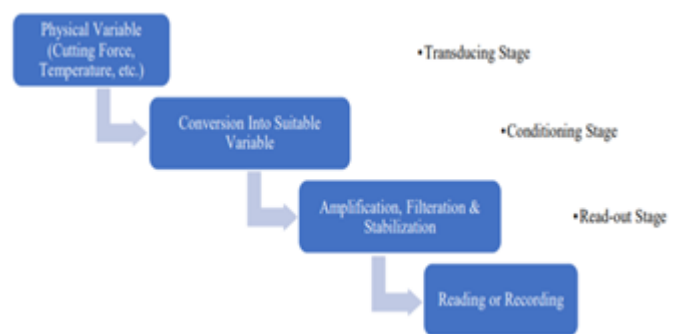 Physical Variable
(Cutting Force,
Temperature, etc.)
•Transducing Stage
Conversion Into Suitable
Variable
•Conditioning Stage
Amplification, Filteration &
Stabilization
•Read-out Stage
Reading or Recording